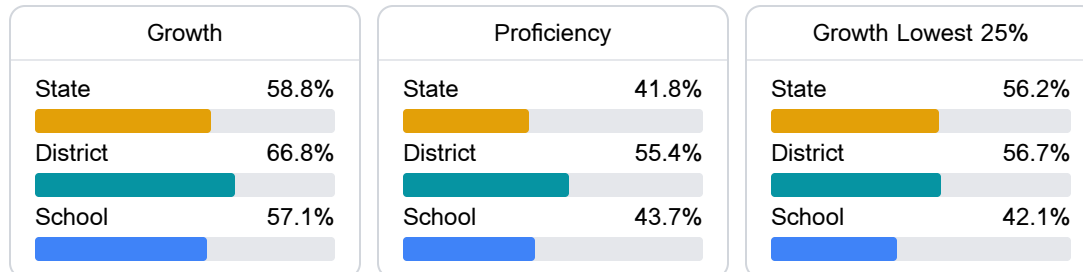 Growth
State 58.8%
District 66.8%
School 57.1%
Proficiency
State 41.8%
District 55.4%
School 43.7%
Growth Lowest 25%
State 56.2%
District 56.7%
School 42.1%